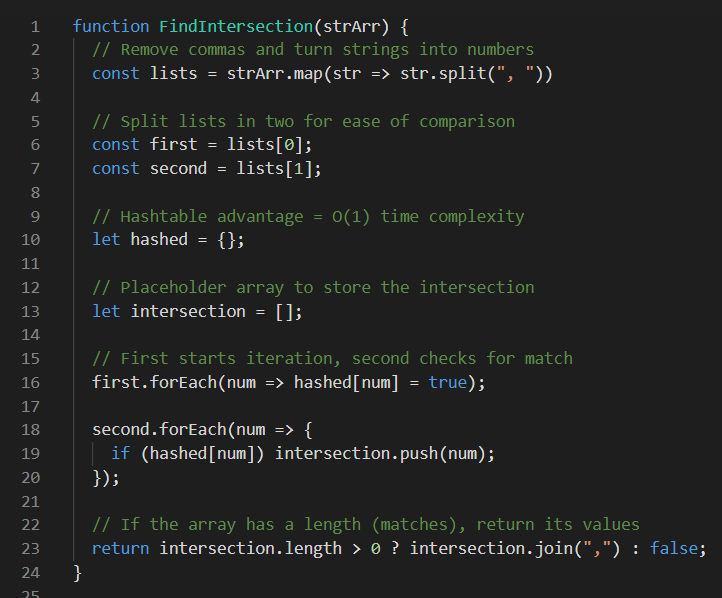 1 function FindIntersection(strArr) {
2 // Remove commas and turn strings into numbers
3 const lists = strArr.map(str => str.split(", "))
4
5 // Split lists in two for ease of comparison
6 const first = lists[0];
7 const second = lists[1];
8
9 // Hashtable advantage = O(1) time complexity
10 let hashed = {};
11
12 // Placeholder array to store the intersection
13 let intersection = [];
14
15 // First starts iteration, second checks for match
16 first.forEach(num => hashed[num] = true);
17
18 second.forEach(num => {
19 if (hashed[num]) intersection.push(num);
20 });
21
22 // If the array has a length (matches), return its values
23 return intersection.length > 0 ? intersection.join(",") : false;
24 }
25